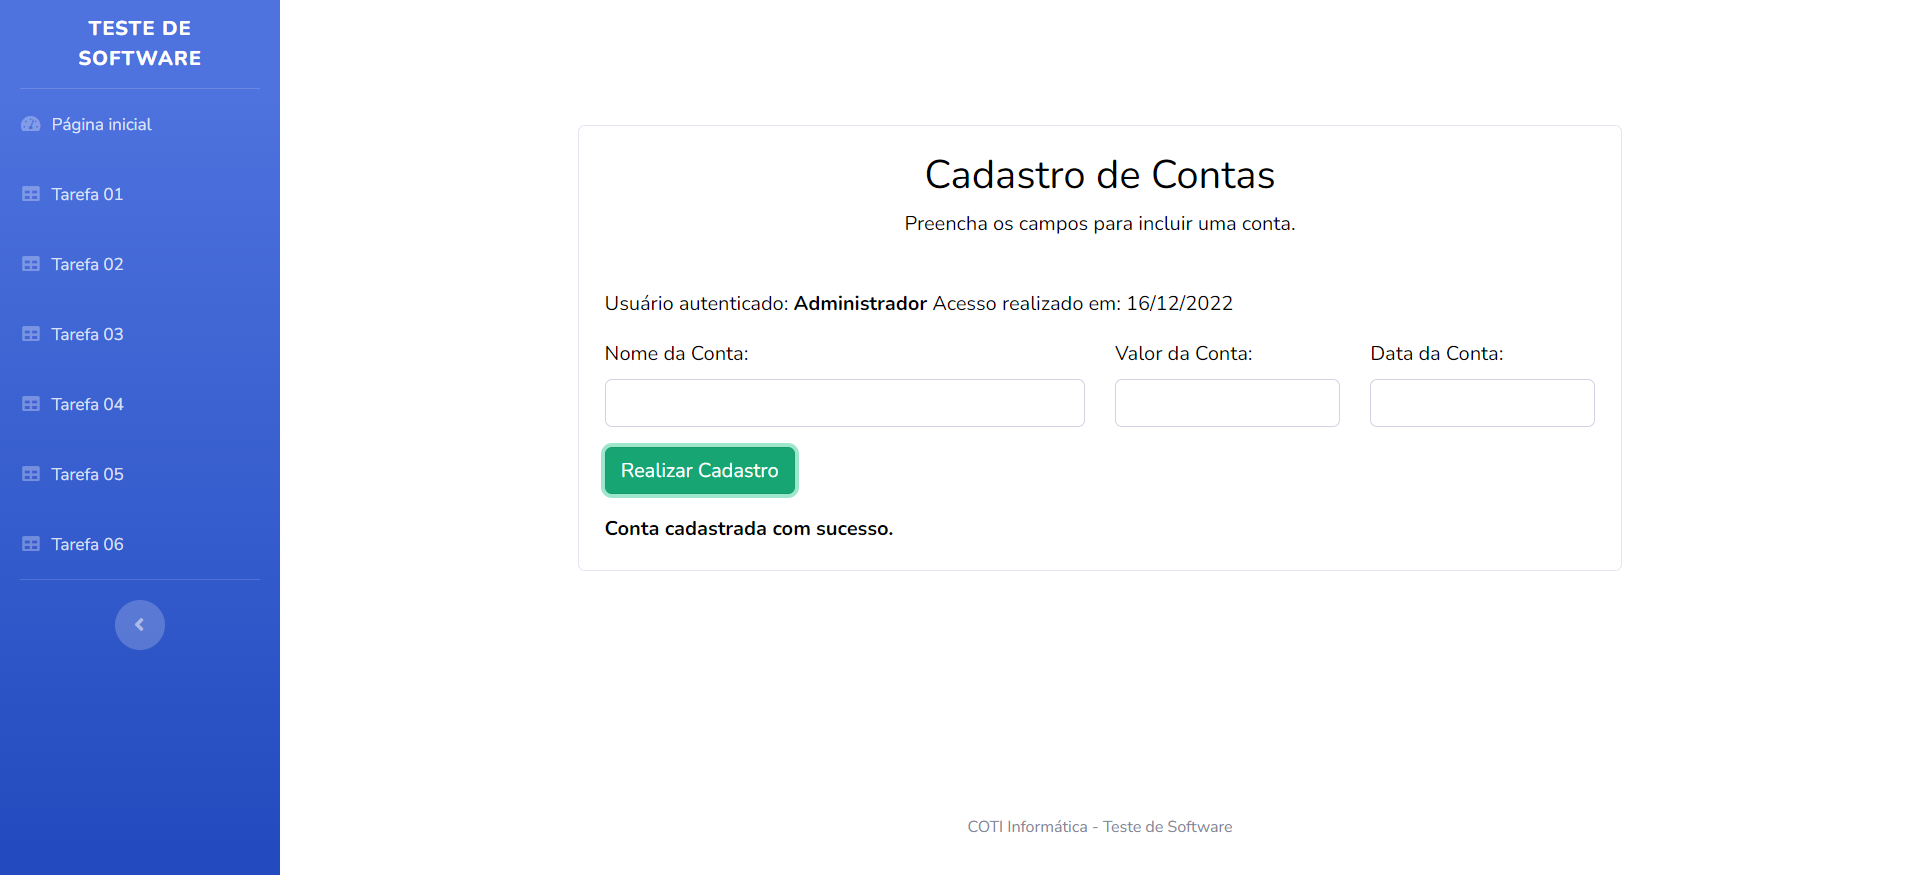 TESTE DE
SOFTWARE
Página inicial
Tarefa 01
Tarefa 02
Tarefa 03
Tarefa 04
Tarefa 05
Tarefa 06
Cadastro de Contas
Preencha os campos para incluir uma conta.
Usuário autenticado: Administrador Acesso realizado em: 16/12/2022
Nome da Conta: Valor da Conta: Data da Conta:
Realizar Cadastro
Conta cadastrada com sucesso.
COTI Informática - Teste de Software